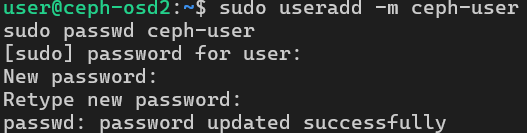 user@ceph-osd2:~$ sudo useradd -m ceph-user
sudo passwd ceph-user
[sudo] password for user:
New password:
Retype new password:
passwd: password updated successfully